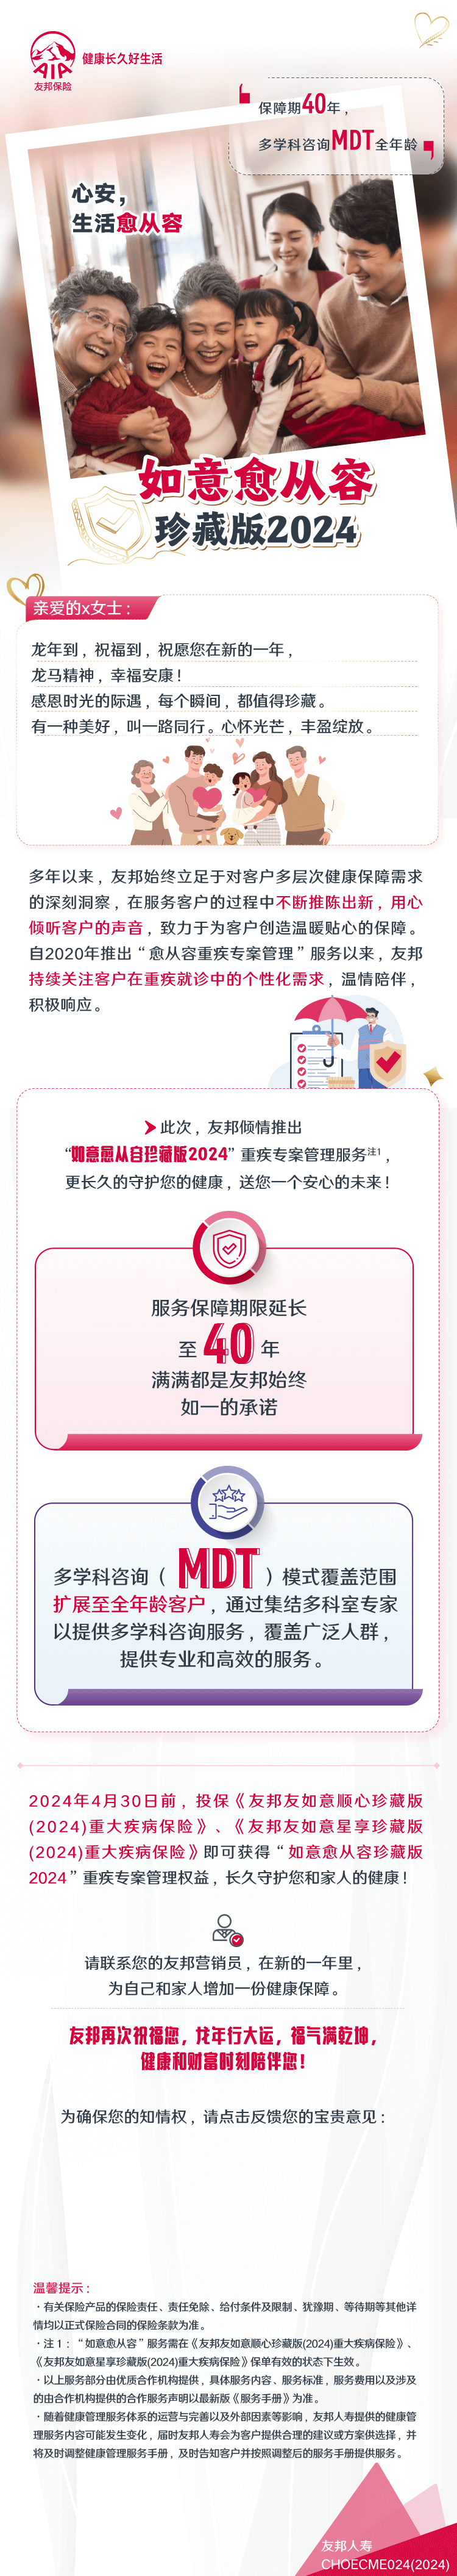 AIA
友邦保险
健康长久好生活
保障期40年，
多学科咨询MDT全年龄
心安，
生活愈从容
如意愈从容
珍藏版2024
亲爱的x女士：
龙年到，祝福到，祝愿您在新的一年，
龙马精神，幸福安康！
感恩时光的际遇，每个瞬间，都值得珍藏。
有一种美好，叫一路同行。心怀光芒，丰盈绽放。
多年以来，友邦始终立足于对客户多层次健康保障需求
的深刻洞察，在服务客户的过程中不断推陈出新，用心
倾听客户的声音，致力于为客户创造温暖贴心的保障。
自2020年推出“愈从容重疾专案管理”服务以来，友邦
持续关注客户在重疾就诊中的个性化需求，温情陪伴，
积极响应。
此次，友邦倾情推出
“如意愈从容珍藏版2024”重疾专案管理服务注1，
更长久的守护您的健康，送您一个安心的未来！
服务保障期限延长
至40年
满满都是友邦始终
如一的承诺
多学科咨询（MDT）模式覆盖范围
扩展至全年龄客户，通过集结多科室专家
以提供多学科咨询服务，覆盖广泛人群，
提供专业和高效的服务。
2024年4月30日前，投保《友邦友如意顺心珍藏版
(2024)重大疾病保险》、《友邦友如意星享珍藏版
(2024)重大疾病保险》即可获得“如意愈从容珍藏版
2024”重疾专案管理权益，长久守护您和家人的健康！
请联系您的友邦营销员，在新的一年里，
为自己和家人增加一份健康保障。
友邦再次祝福您，龙年行大运，福气满乾坤，
健康和财富时刻陪伴您！
为确保您的知情权，请点击反馈您的宝贵意见：
温馨提示：
·有关保险产品的保险责任、责任免除、给付条件及限制、犹豫期、等待期等其他详
情均以正式保险合同的保险条款为准。
·注1：“如意愈从容”服务需在《友邦友如意顺心珍藏版(2024)重大疾病保险》、
《友邦友如意星享珍藏版(2024)重大疾病保险》保单有效的状态下生效。
·以上服务部分由优质合作机构提供，具体服务内容、服务标准，服务费用以及涉及
的由合作机构提供的合作服务声明以最新版《服务手册》为准。
·随着健康管理服务体系的运营与完善以及外部因素等影响，友邦人寿提供的健康管
理服务内容可能发生变化，届时友邦人寿会为客户提供合理的建议或方案供选择，并
将及时调整健康管理服务手册，及时告知客户并按照调整后的服务手册提供服务。
友邦人寿
CHOECME024(2024)